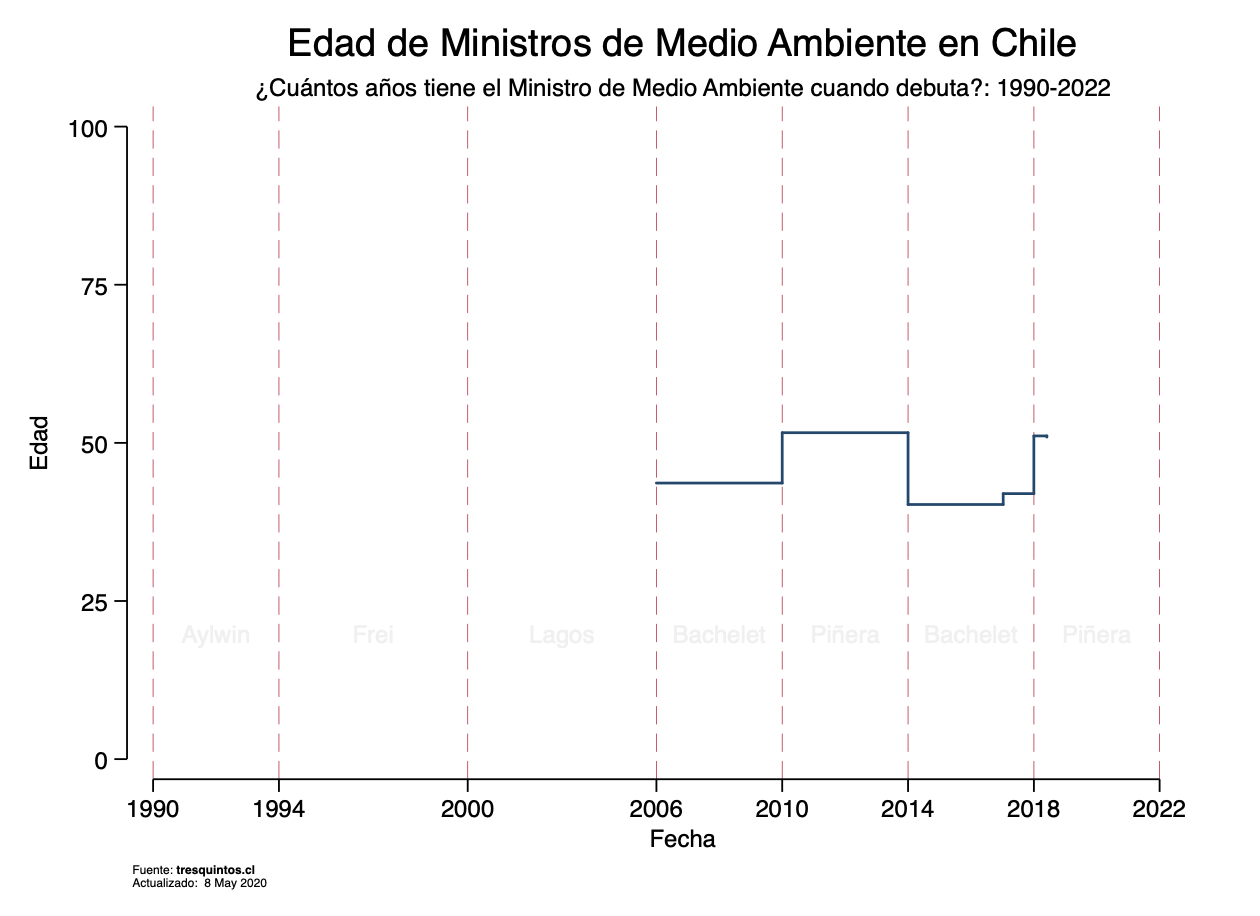 Edad de Ministros de Medio Ambiente en Chile
¿Cuántos años tiene el Ministro de Medio Ambiente cuando debuta?: 1990-2022
100
75
50
25
0
Edad
Aylwin Frei Lagos Bachelet Piñera Bachelet Piñera
1990 1994 2000 2006 2010 2014 2018 2022
Fecha
Fuente: tresquintos.cl
Actualizado: 8 May 2020